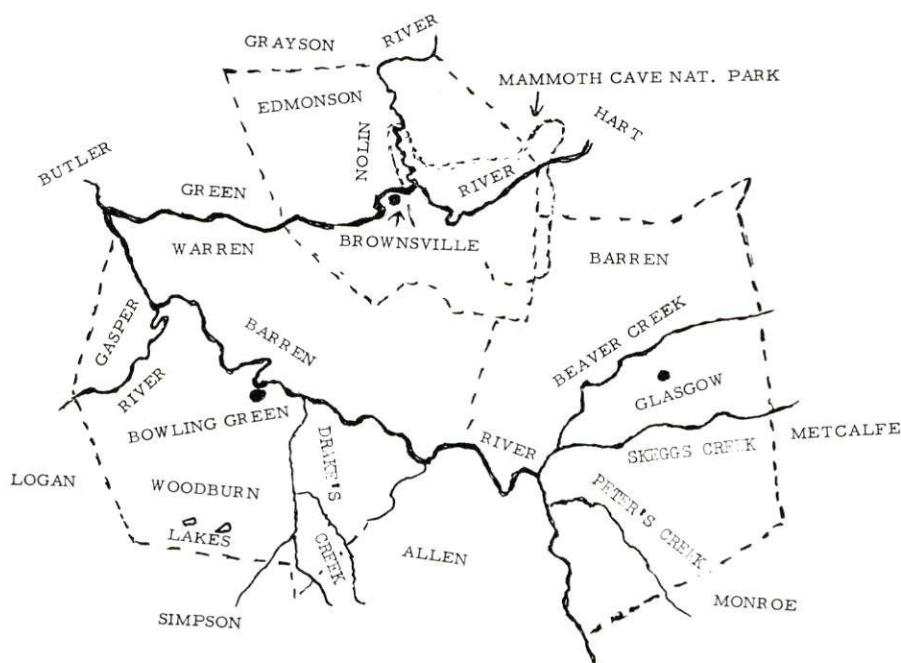 GRAYSON
RIVER
MAMMOTH CAVE NAT. PARK
EDMONSON
HART
NOLIN
BUTLER
GREEN
RIVER
WARREN
BROWNSVILLE
BARREN
GASPER
RIVER
BARREN
BEAVER CREEK
GLASGOW
BOWLING GREEN
DRAKE'S
CREEK
RIVER
SKEGGS CREEK
METCALFE
LOGAN
WOODBURN
LAKES
PETER'S CREEK
ALLEN
SIMPSON
MONROE